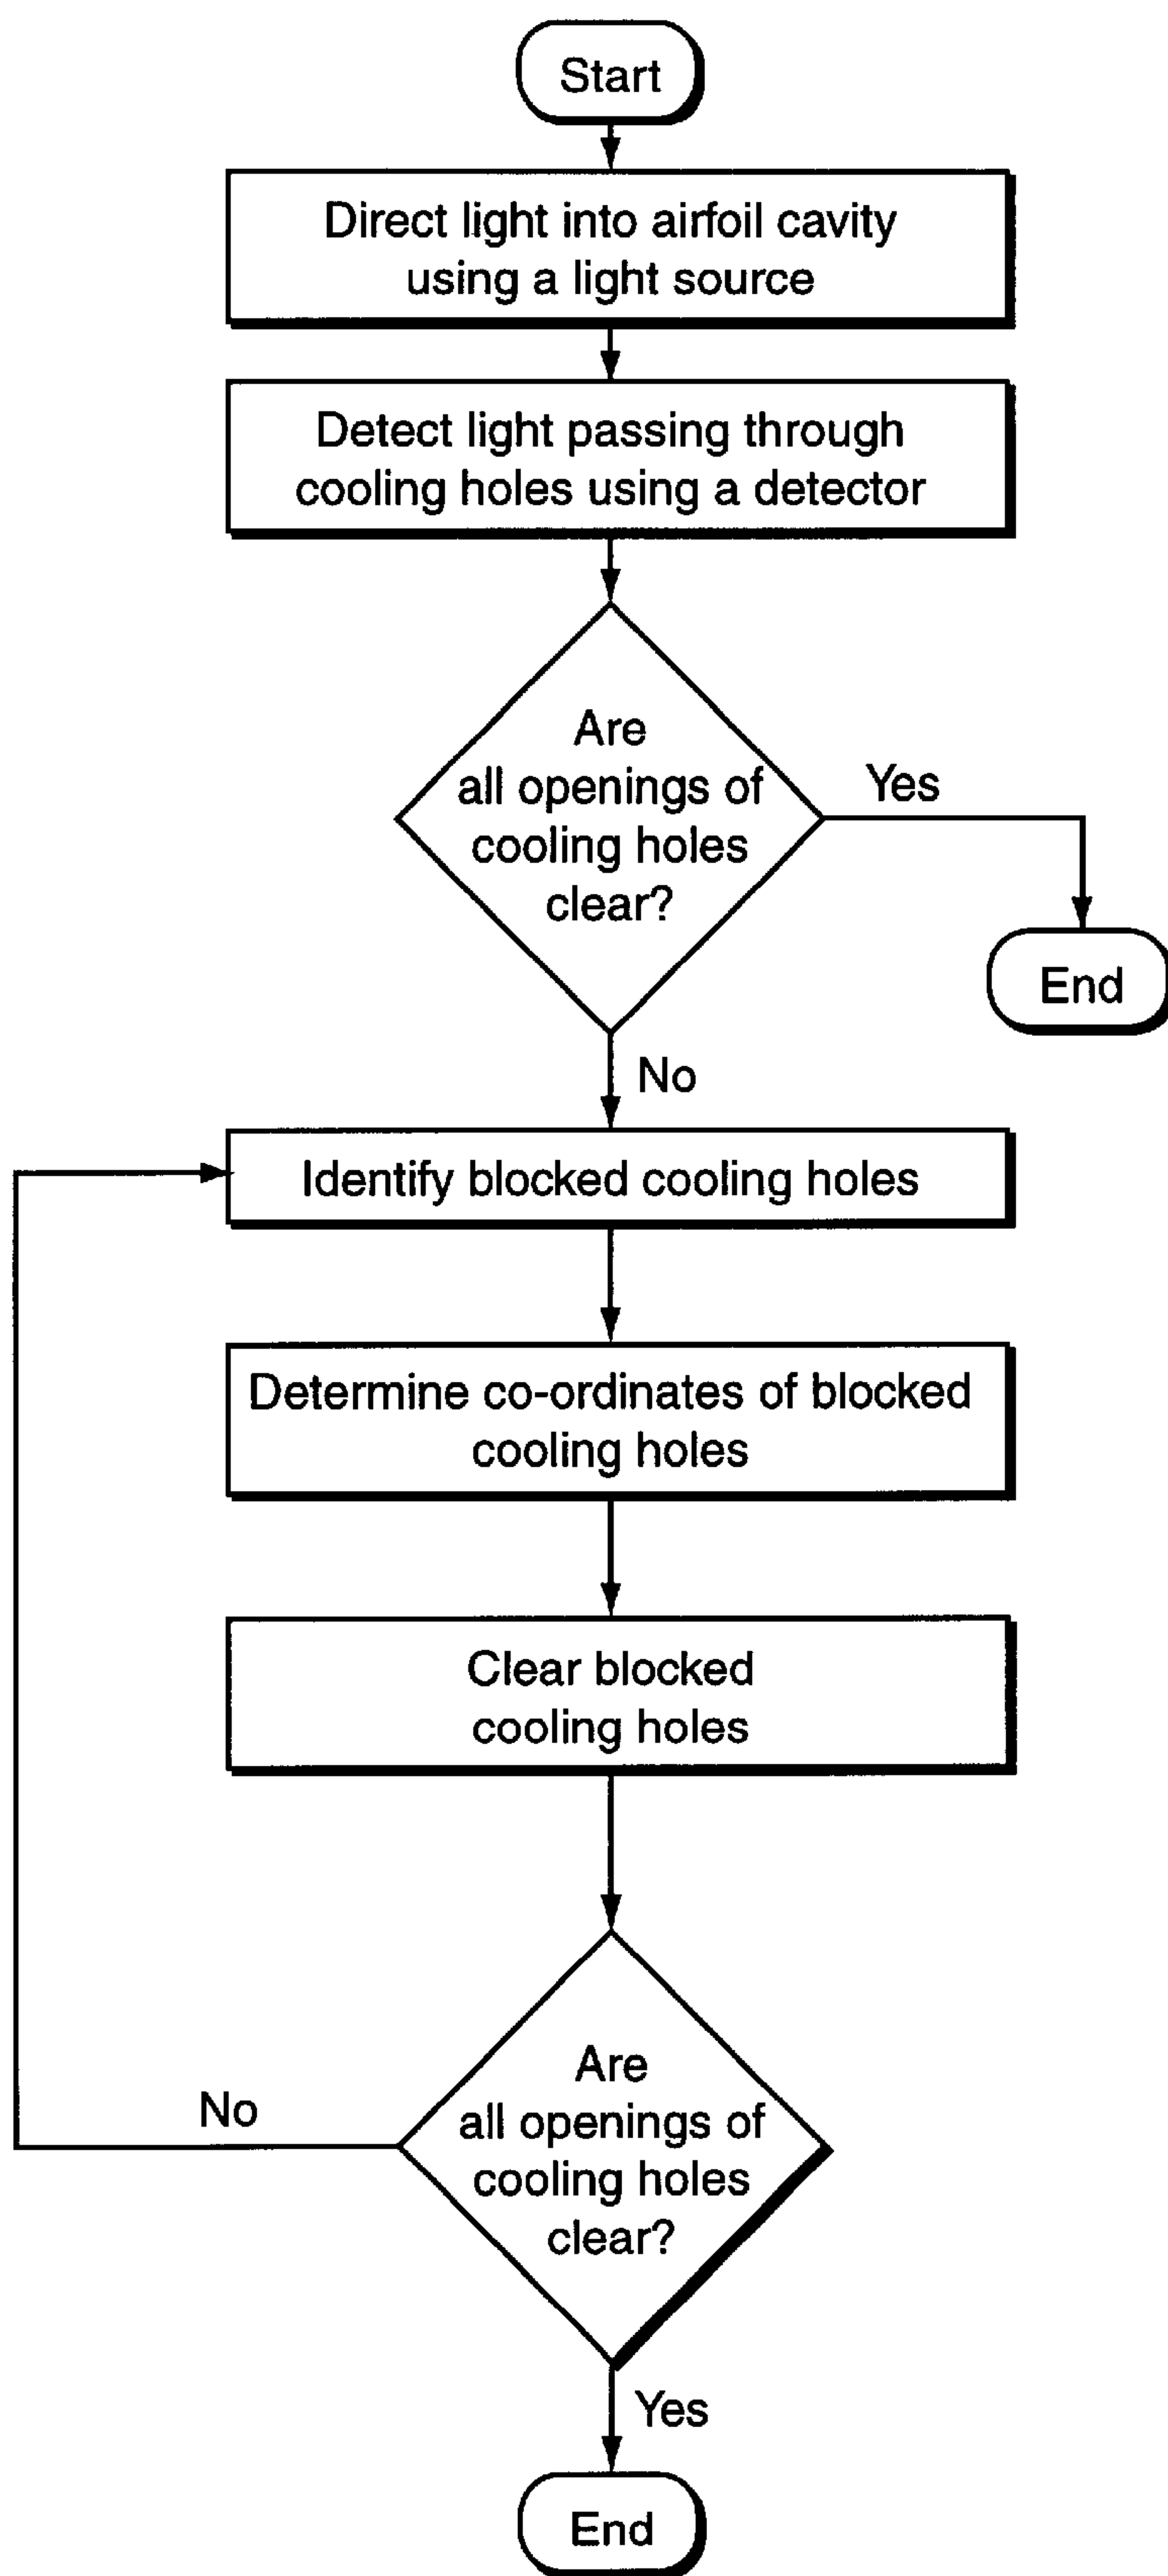 Start
Direct light into airfoil cavity
using a light source
Detect light passing through
cooling holes using a detector
Are
all openings of
cooling holes
clear?
Yes
End
No
Identify blocked cooling holes
Determine co-ordinates of blocked
cooling holes
Clear blocked
cooling holes
Are
all openings of
cooling holes
clear?
No
Yes
End